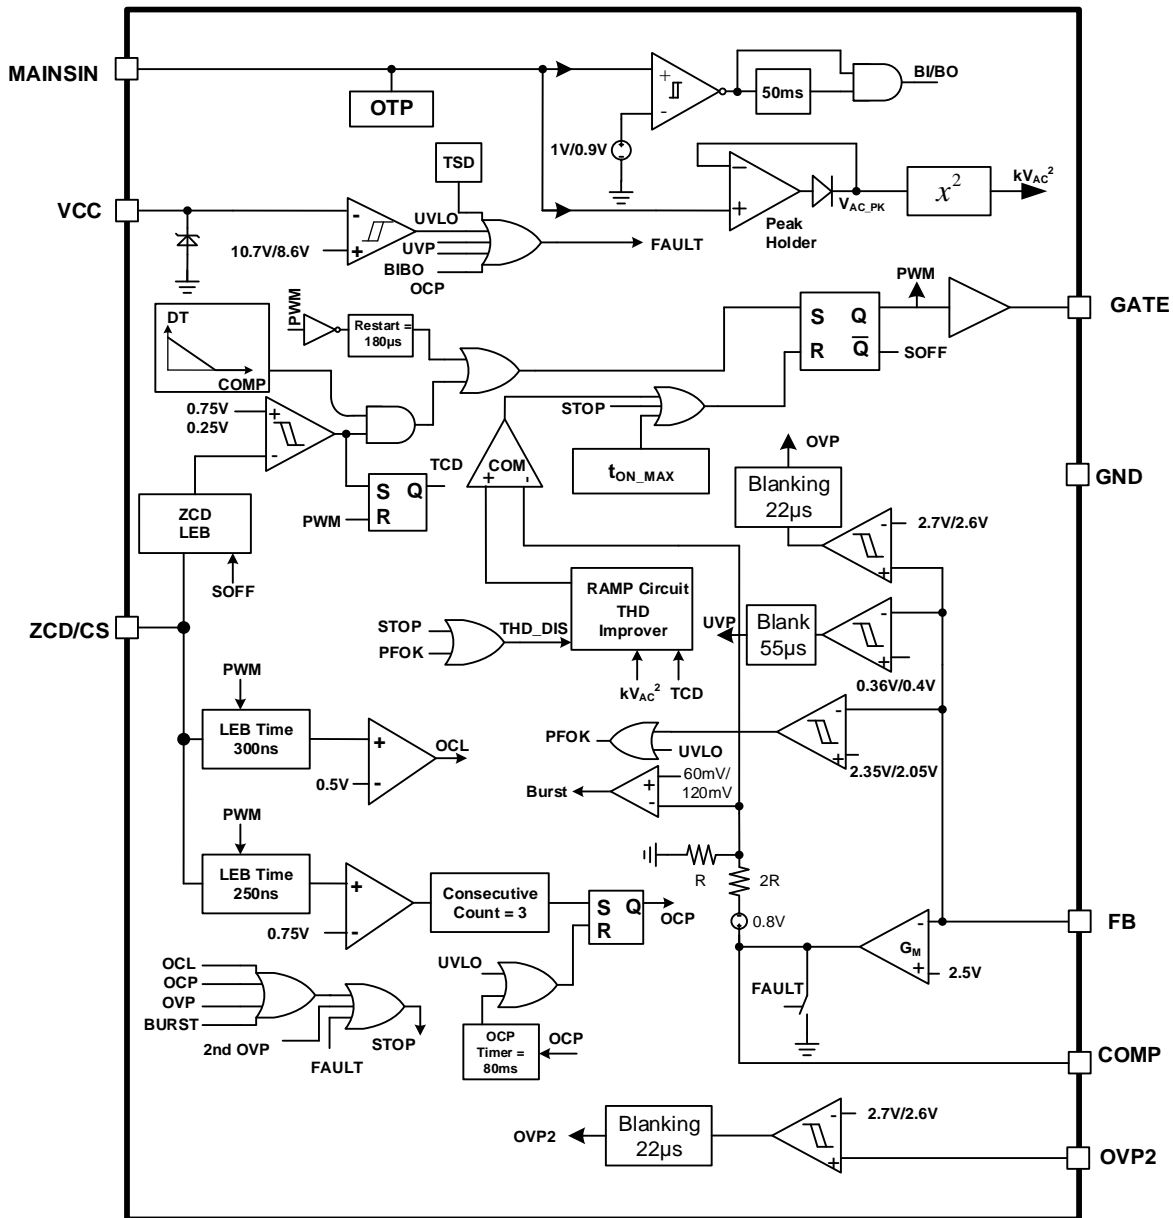 MAINSIN
OTP
+
-
1V/0.9V
50ms
BI/BO
TSD
VCC
-
+
10.7V/8.6V
UVLO
UVP
BIBO
OCP
FAULT
−
+
Peak
Holder
V_AC_PK
x²
kV_AC²
DT
COMP
PWM
Restart =
180µs
S Q
R Q̅
PWM
SOFF
GATE
0.75V
0.25V
+
-
STOP
t_ON_MAX
COM
+
-
TCD
S Q
R
PWM
ZCD
LEB
SOFF
OVP
Blanking
22µs
2.7V/2.6V
-
+
GND
ZCD/CS
STOP
PFOK
THD_DIS
RAMP Circuit
THD
Improver
kV_AC²
TCD
UVP
Blank
55µs
-
+
0.36V/0.4V
PWM
LEB Time
300ns
+
-
0.5V
OCL
PFOK
UVLO
-
+
2.35V/2.05V
Burst
+
-
60mV/
120mV
PWM
LEB Time
250ns
+
-
0.75V
Consecutive
Count = 3
S Q
R
OCP
R
2R
0.8V
G_M
-
+
2.5V
FB
OCL
OCP
OVP
BURST
2nd OVP
FAULT
STOP
UVLO
OCP
Timer =
80ms
OCP
FAULT
COMP
OVP2
Blanking
22µs
-
+
2.7V/2.6V
OVP2